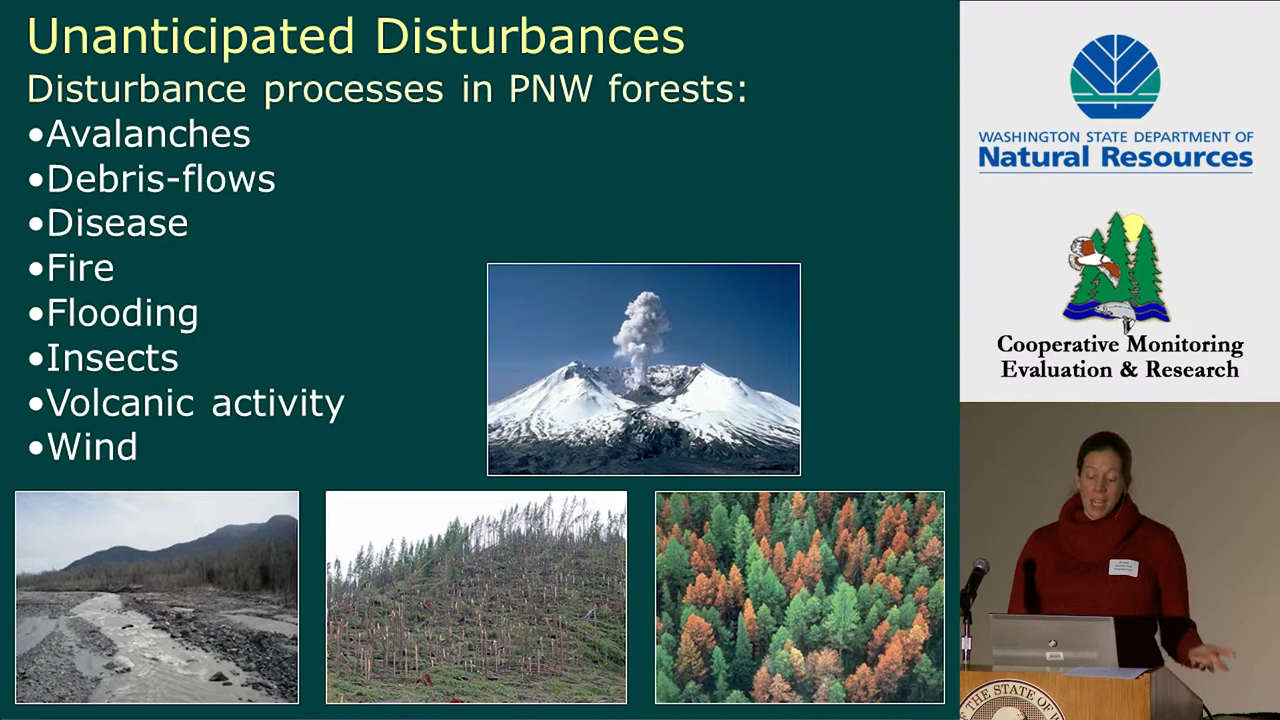 Unanticipated Disturbances
Disturbance processes in PNW forests:
•Avalanches
•Debris-flows
•Disease
•Fire
•Flooding
•Insects
•Volcanic activity
•Wind
WASHINGTON STATE DEPARTMENT OF
Natural Resources
Cooperative Monitoring
Evaluation & Research
THE STATE OF